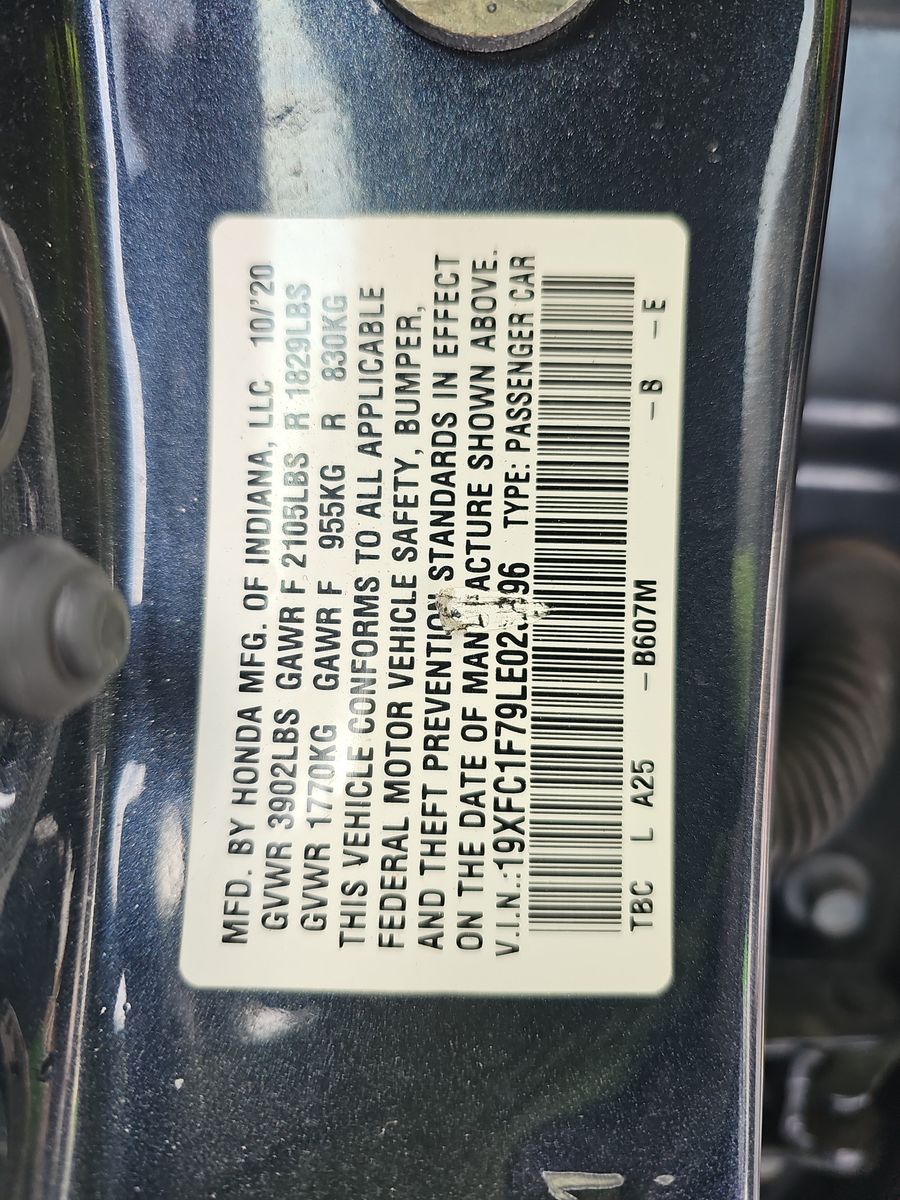 MFD. BY HONDA MFG. OF INDIANA, LLC 10/'20
GVWR 3902LBS GAWR F 2105LBS R 1829LBS
GVWR 1770KG GAWR F 955KG R 830KG
THIS VEHICLE CONFORMS TO ALL APPLICABLE
FEDERAL MOTOR VEHICLE SAFETY, BUMPER,
AND THEFT PREVENTION STANDARDS IN EFFECT
ON THE DATE OF MANUFACTURE SHOWN ABOVE.
V.I.N.: TYPE: PASSENGER CAR
TBC L A25 -B607M -B -E